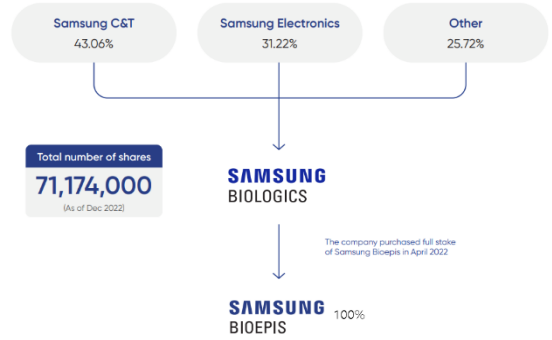 Samsung C&T
43.06%
Samsung Electronics
31.22%
Other
25.72%
Total number of shares
71,174,000
(As of Dec 2022)
SAMSUNG
BIOLOGICS
The company purchased full stake
of Samsung Bioepis in April 2022
SAMSUNG
BIOEPIS
100%